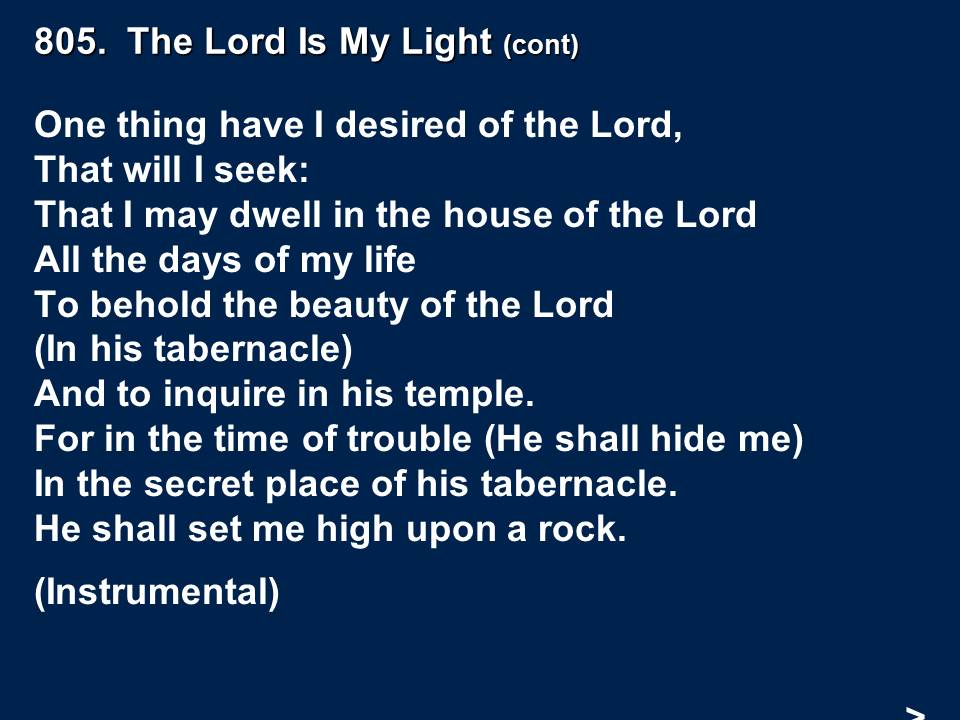 805.  The Lord Is My Light (cont)
One thing have I desired of the Lord,
That will I seek:
That I may dwell in the house of the Lord
All the days of my life
To behold the beauty of the Lord
(In his tabernacle)
And to inquire in his temple.
For in the time of trouble (He shall hide me)
In the secret place of his tabernacle.
He shall set me high upon a rock.
(Instrumental)
>